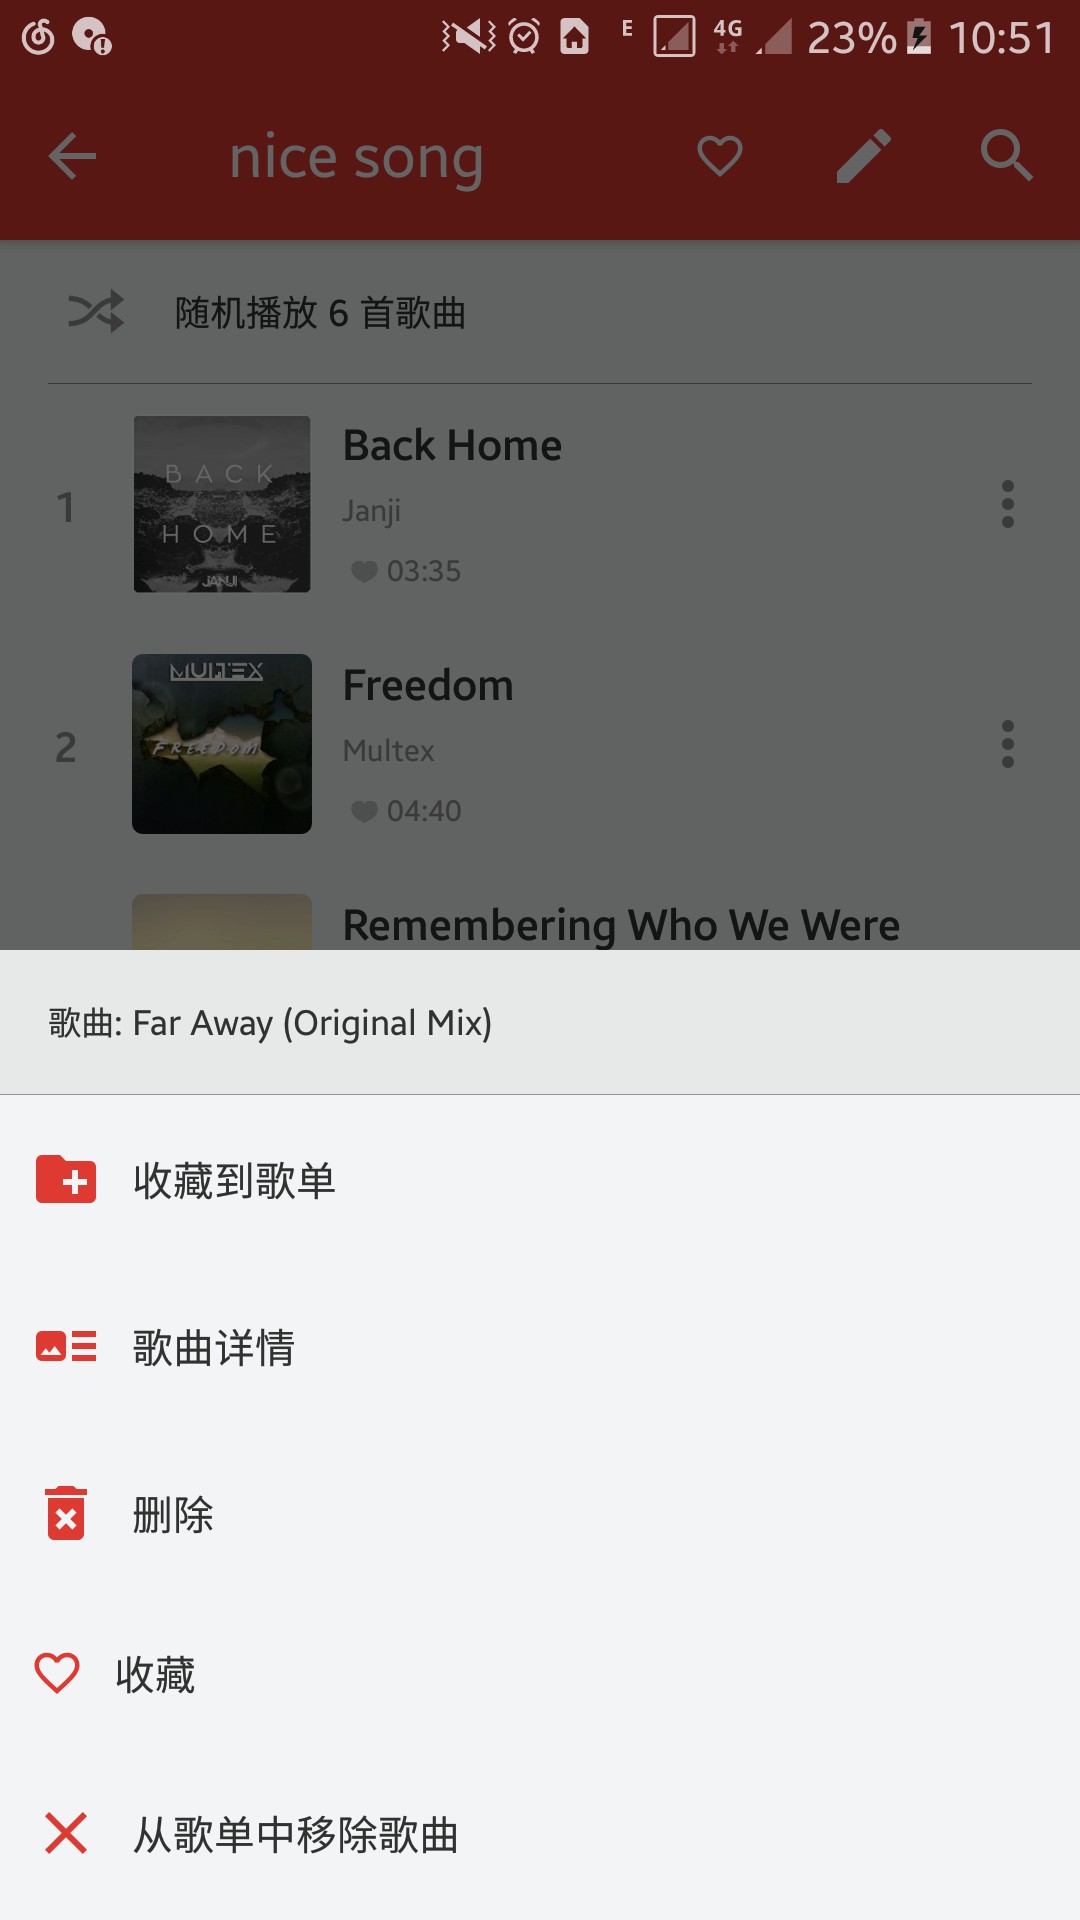 E 4G 23% 10:51
nice song
随机播放 6 首歌曲
1
BACK
HOME
JANJI
Back Home
Janji
03:35
2
MULTEX
FREEDOM
Freedom
Multex
04:40
Remembering Who We Were
歌曲: Far Away (Original Mix)
收藏到歌单
歌曲详情
删除
收藏
从歌单中移除歌曲